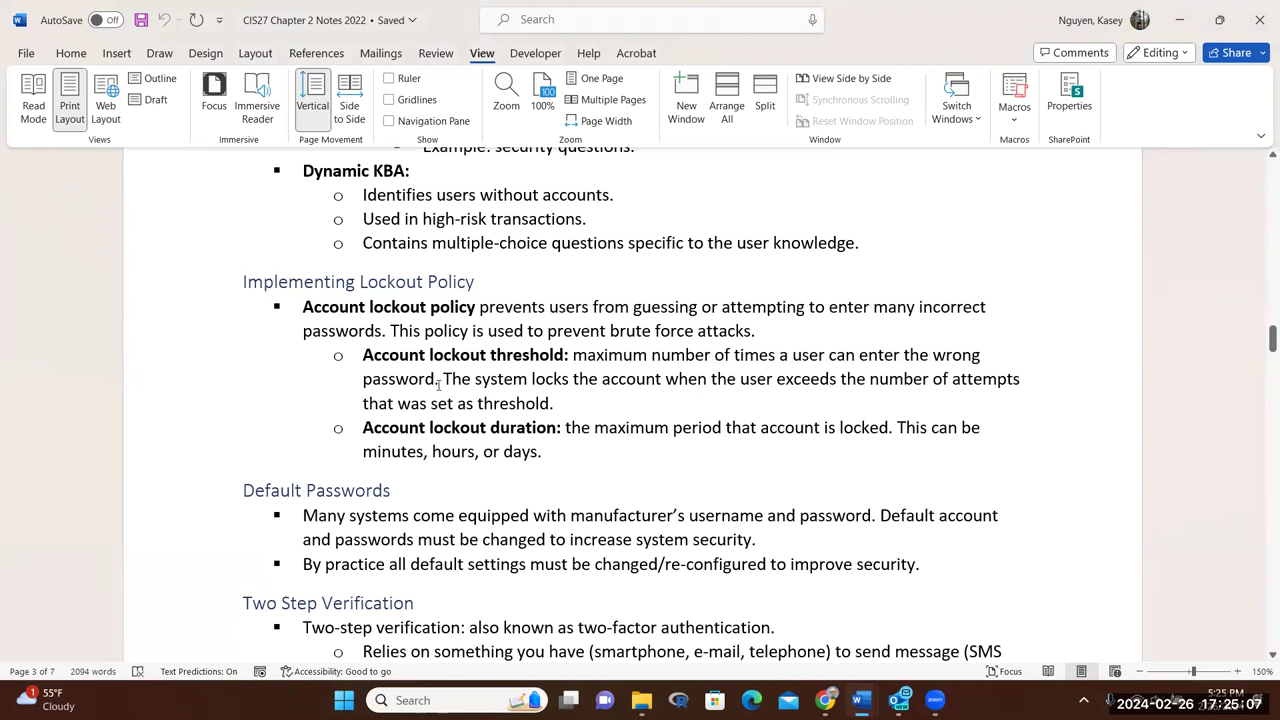 AutoSave Off CIS27 Chapter 2 Notes 2022 • Saved Search Nguyen, Kasey
File Home Insert Draw Design Layout References Mailings Review View Developer Help Acrobat Comments Editing Share
Read Mode Print Layout Web Layout Outline Draft Focus Immersive Reader Vertical Side to Side Ruler Gridlines Navigation Pane Zoom 100% 100 One Page Multiple Pages Page Width New Window Arrange All Split View Side by Side Synchronous Scrolling Reset Window Position Switch Windows Macros Properties
Views Immersive Page Movement Show Zoom Window Macros SharePoint
- Example: security questions.
▪ Dynamic KBA:
o Identifies users without accounts.
o Used in high-risk transactions.
o Contains multiple-choice questions specific to the user knowledge.
Implementing Lockout Policy
▪ Account lockout policy prevents users from guessing or attempting to enter many incorrect
passwords. This policy is used to prevent brute force attacks.
o Account lockout threshold: maximum number of times a user can enter the wrong
password. The system locks the account when the user exceeds the number of attempts
that was set as threshold.
o Account lockout duration: the maximum period that account is locked. This can be
minutes, hours, or days.
Default Passwords
▪ Many systems come equipped with manufacturer’s username and password. Default account
and passwords must be changed to increase system security.
▪ By practice all default settings must be changed/re-configured to improve security.
Two Step Verification
▪ Two-step verification: also known as two-factor authentication.
o Relies on something you have (smartphone, e-mail, telephone) to send message (SMS
Page 3 of 7 2094 words Text Predictions: On Accessibility: Good to go Focus 150%
1 55°F Search 5:25 PM
Cloudy 2024-02-26 17:25:07